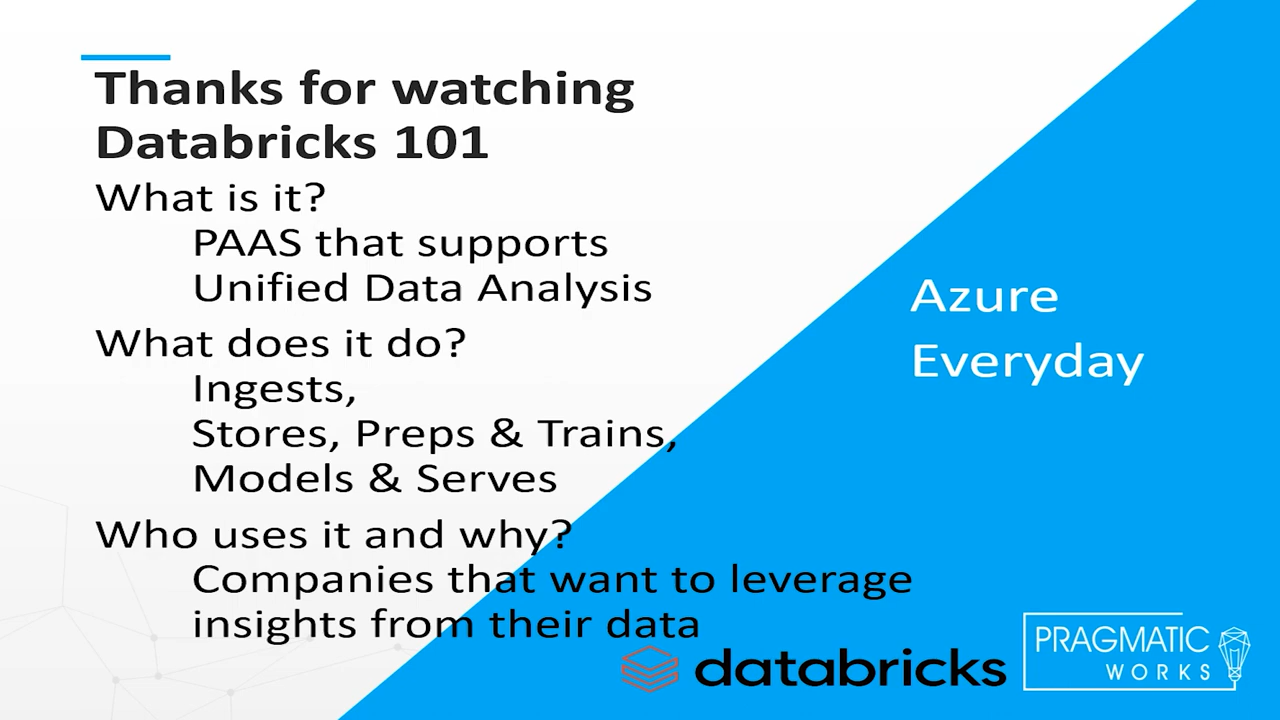 Thanks for watching
Databricks 101
What is it?
PAAS that supports
Unified Data Analysis
What does it do?
Ingests,
Stores, Preps & Trains,
Models & Serves
Who uses it and why?
Companies that want to leverage
insights from their data
Azure
Everyday
databricks
PRAGMATIC
WORKS